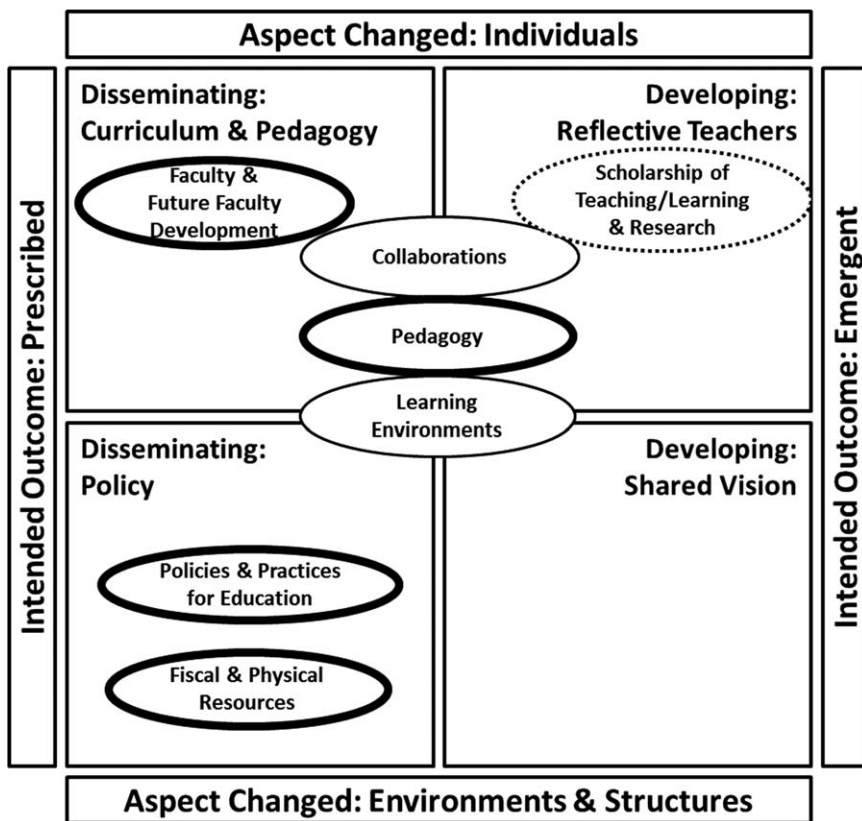 Aspect Changed: Individuals
Intended Outcome: Prescribed
Disseminating:
Curriculum & Pedagogy
Faculty &
Future Faculty
Development
Developing:
Reflective Teachers
Scholarship of
Teaching/Learning
& Research
Collaborations
Pedagogy
Learning
Environments
Disseminating:
Policy
Policies & Practices
for Education
Fiscal & Physical
Resources
Developing:
Shared Vision
Intended Outcome: Emergent
Aspect Changed: Environments & Structures